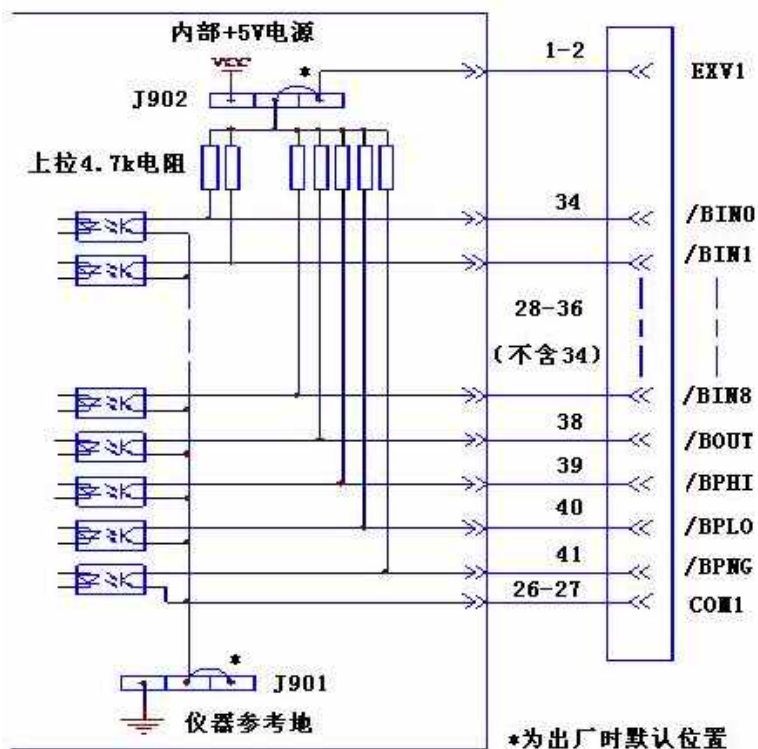 内部+5V电源
VCC
*
1-2
EXV1
J902
上拉4.7k电阻
34
/BIN0
/BIN1
28-36
(不含34)
/BIN8
38
/BOUT
39
/BPHI
40
/BPLO
41
/BPNG
26-27
COM1
*
J901
仪器参考地
*为出厂时默认位置